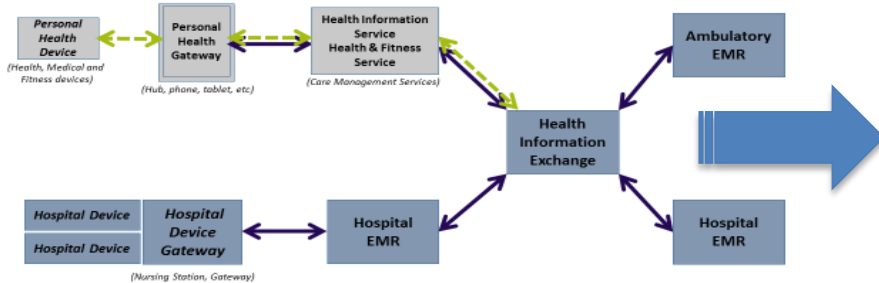 Personal
Health
Device
(Health, Medical and
Fitness devices)
Personal
Health
Gateway
(Hub, phone, tablet, etc)
Health Information
Service
Health & Fitness
Service
(Care Management Services)
Ambulatory
EMR
Health
Information
Exchange
Hospital Device
Hospital Device
Hospital
Device
Gateway
(Nursing Station, Gateway)
Hospital
EMR
Hospital
EMR